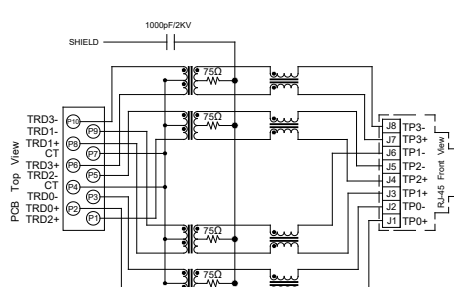 1000pF/2KV
SHIELD
75Ω
75Ω
TRD3- P10
TRD1- P9
TRD1+ P8
CT P7
TRD3+ P6
TRD2- P5
CT P4
TRD0- P3
TRD0+ P2
TRD2+ P1
PCB Top View
J8 TP3-
J7 TP3+
J6 TP1-
J5 TP2-
J4 TP2+
J3 TP1+
J2 TP0-
J1 TP0+
RJ-45 Front View
75Ω
75Ω